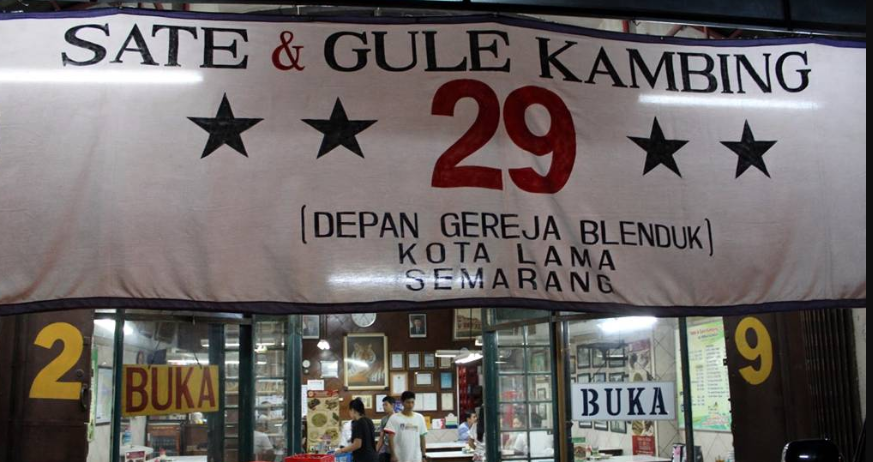 SATE & GULE KAMBING
29
(DEPAN GEREJA BLENDUK)
KOTA LAMA
SEMARANG
2 9
BUKA BUKA